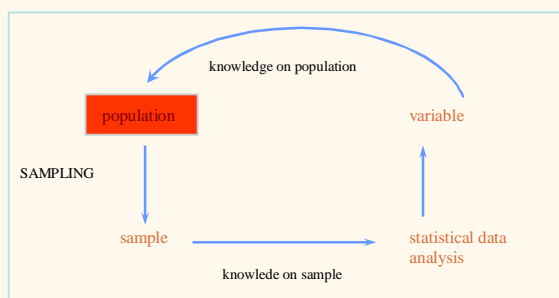 knowledge on population
population
variable
SAMPLING
sample
statistical data
analysis
knowlede on sample